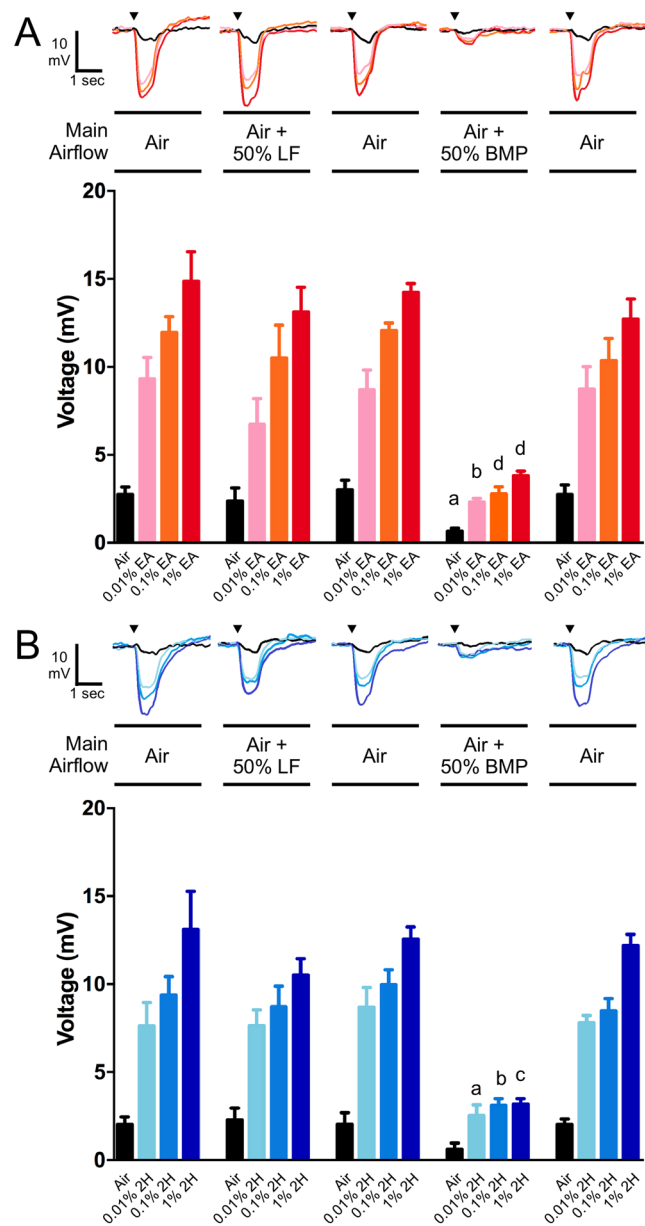 A
10
mV
1 sec
Main
Airflow
Air
Air +
50% LF
Air
Air +
50% BMP
Air
Voltage (mV)
20
15
10
5
0
a
b
d
d
Air
0.01% EA
0.1% EA
1% EA
Air
0.01% EA
0.1% EA
1% EA
Air
0.01% EA
0.1% EA
1% EA
Air
0.01% EA
0.1% EA
1% EA
Air
0.01% EA
0.1% EA
1% EA
B
10
mV
1 sec
Main
Airflow
Air
Air +
50% LF
Air
Air +
50% BMP
Air
Voltage (mV)
20
15
10
5
0
a
b
c
Air
0.01% 2H
0.1% 2H
1% 2H
Air
0.01% 2H
0.1% 2H
1% 2H
Air
0.01% 2H
0.1% 2H
1% 2H
Air
0.01% 2H
0.1% 2H
1% 2H
Air
0.01% 2H
0.1% 2H
1% 2H